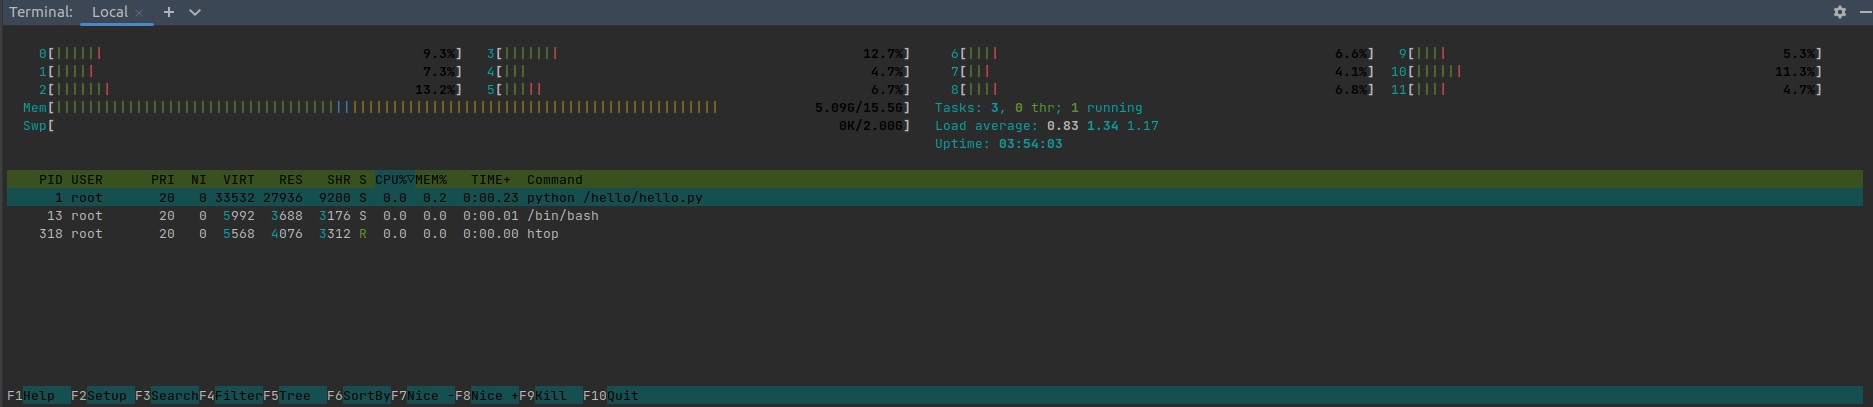 Terminal: Local × +
0[|||||| 9.3%] 3[||||||| 12.7%] 6[|||| 6.6%] 9[|||| 5.3%]
1[||||| 7.3%] 4[||| 4.7%] 7[||| 4.1%] 10[|||||| 11.3%]
2[||||||| 13.2%] 5[||||| 6.7%] 8[|||| 6.8%] 11[|||| 4.7%]
Mem[||||||||||||||||||||||||||||||||||||||||||||||||||||||||||||||||||||||||||||||||||| 5.09G/15.5G] Tasks: 3, 0 thr; 1 running
Swp[ 0K/2.00G] Load average: 0.83 1.34 1.17
Uptime: 03:54:03
PID USER PRI NI VIRT RES SHR S CPU%▽MEM% TIME+ Command
1 root 20 0 33532 27936 9200 S 0.0 0.2 0:00.23 python /hello/hello.py
13 root 20 0 5992 3688 3176 S 0.0 0.0 0:00.01 /bin/bash
318 root 20 0 5568 4076 3312 R 0.0 0.0 0:00.00 htop
F1Help F2Setup F3SearchF4FilterF5Tree F6SortByF7Nice -F8Nice +F9Kill F10Quit